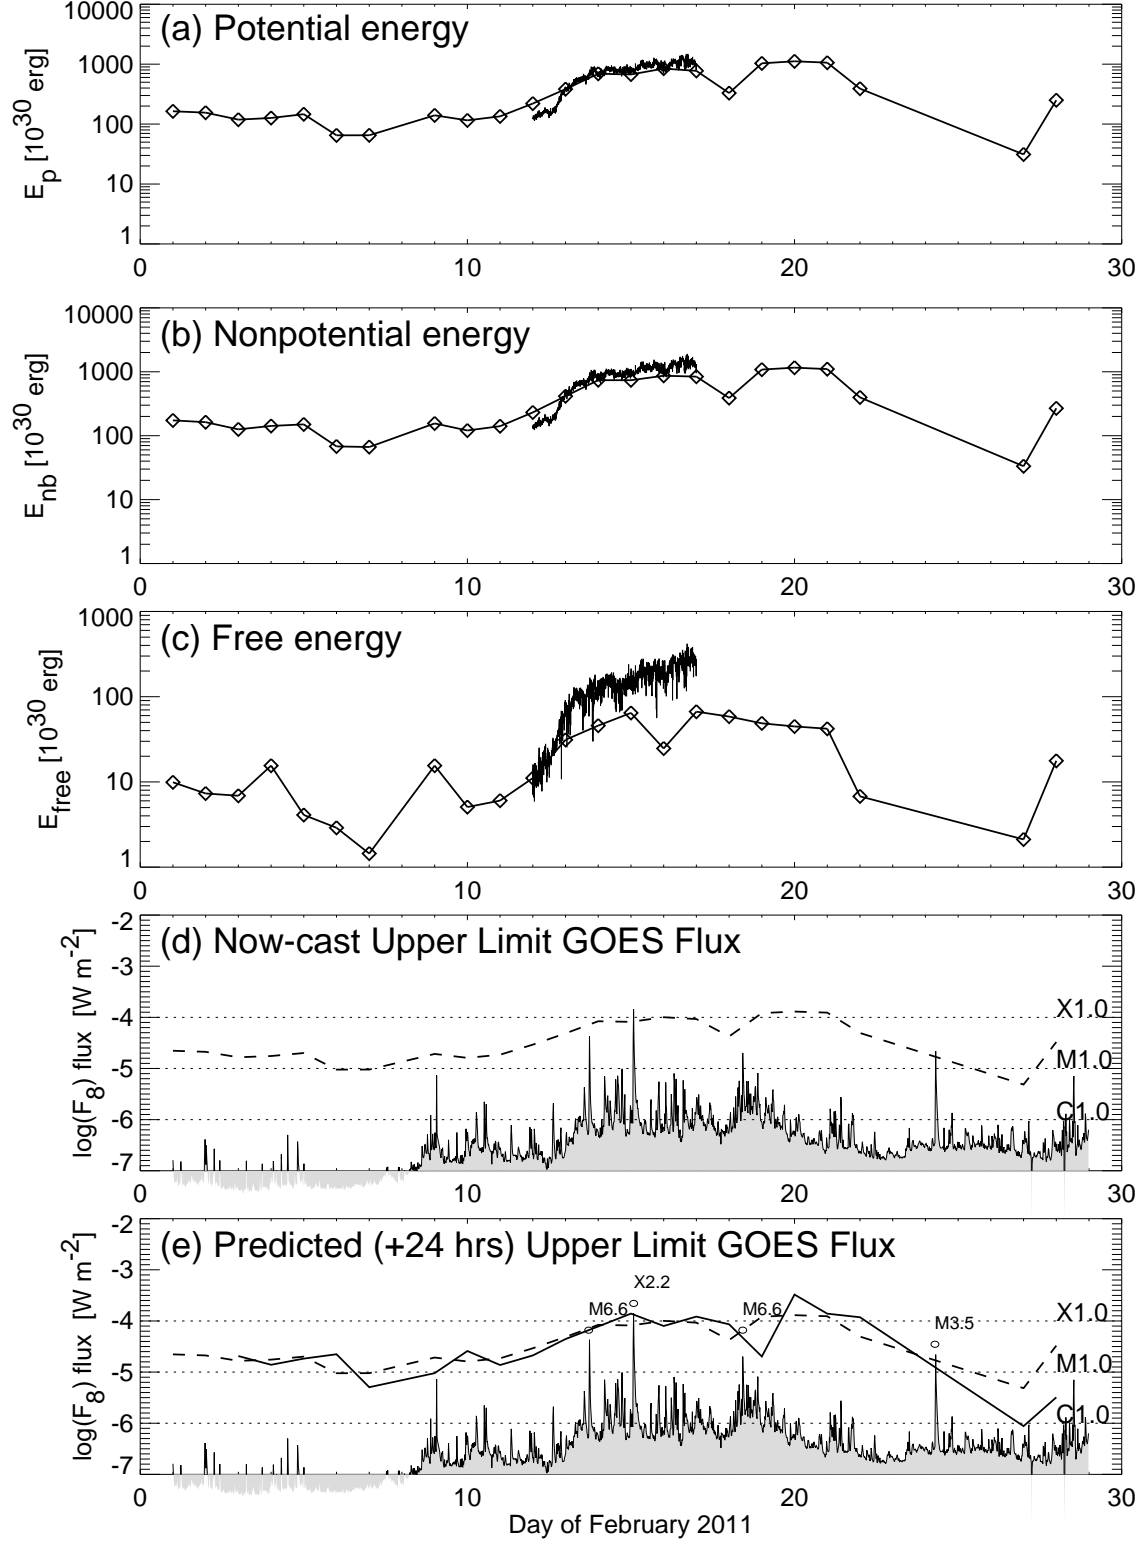 (a) Potential energy
E_p [10^30 erg]
10000
1000
100
10
1
0 10 20 30
(b) Nonpotential energy
E_nb [10^30 erg]
10000
1000
100
10
1
0 10 20 30
(c) Free energy
E_free [10^30 erg]
1000
100
10
1
0 10 20 30
(d) Now-cast Upper Limit GOES Flux
log(F_8) flux [W m^-2]
-2
-3
-4
-5
-6
-7
X1.0
M1.0
C1.0
0 10 20 30
(e) Predicted (+24 hrs) Upper Limit GOES Flux
log(F_8) flux [W m^-2]
-2
-3
-4
-5
-6
-7
X2.2
M6.6
M6.6
M3.5
X1.0
M1.0
C1.0
0 10 20 30
Day of February 2011